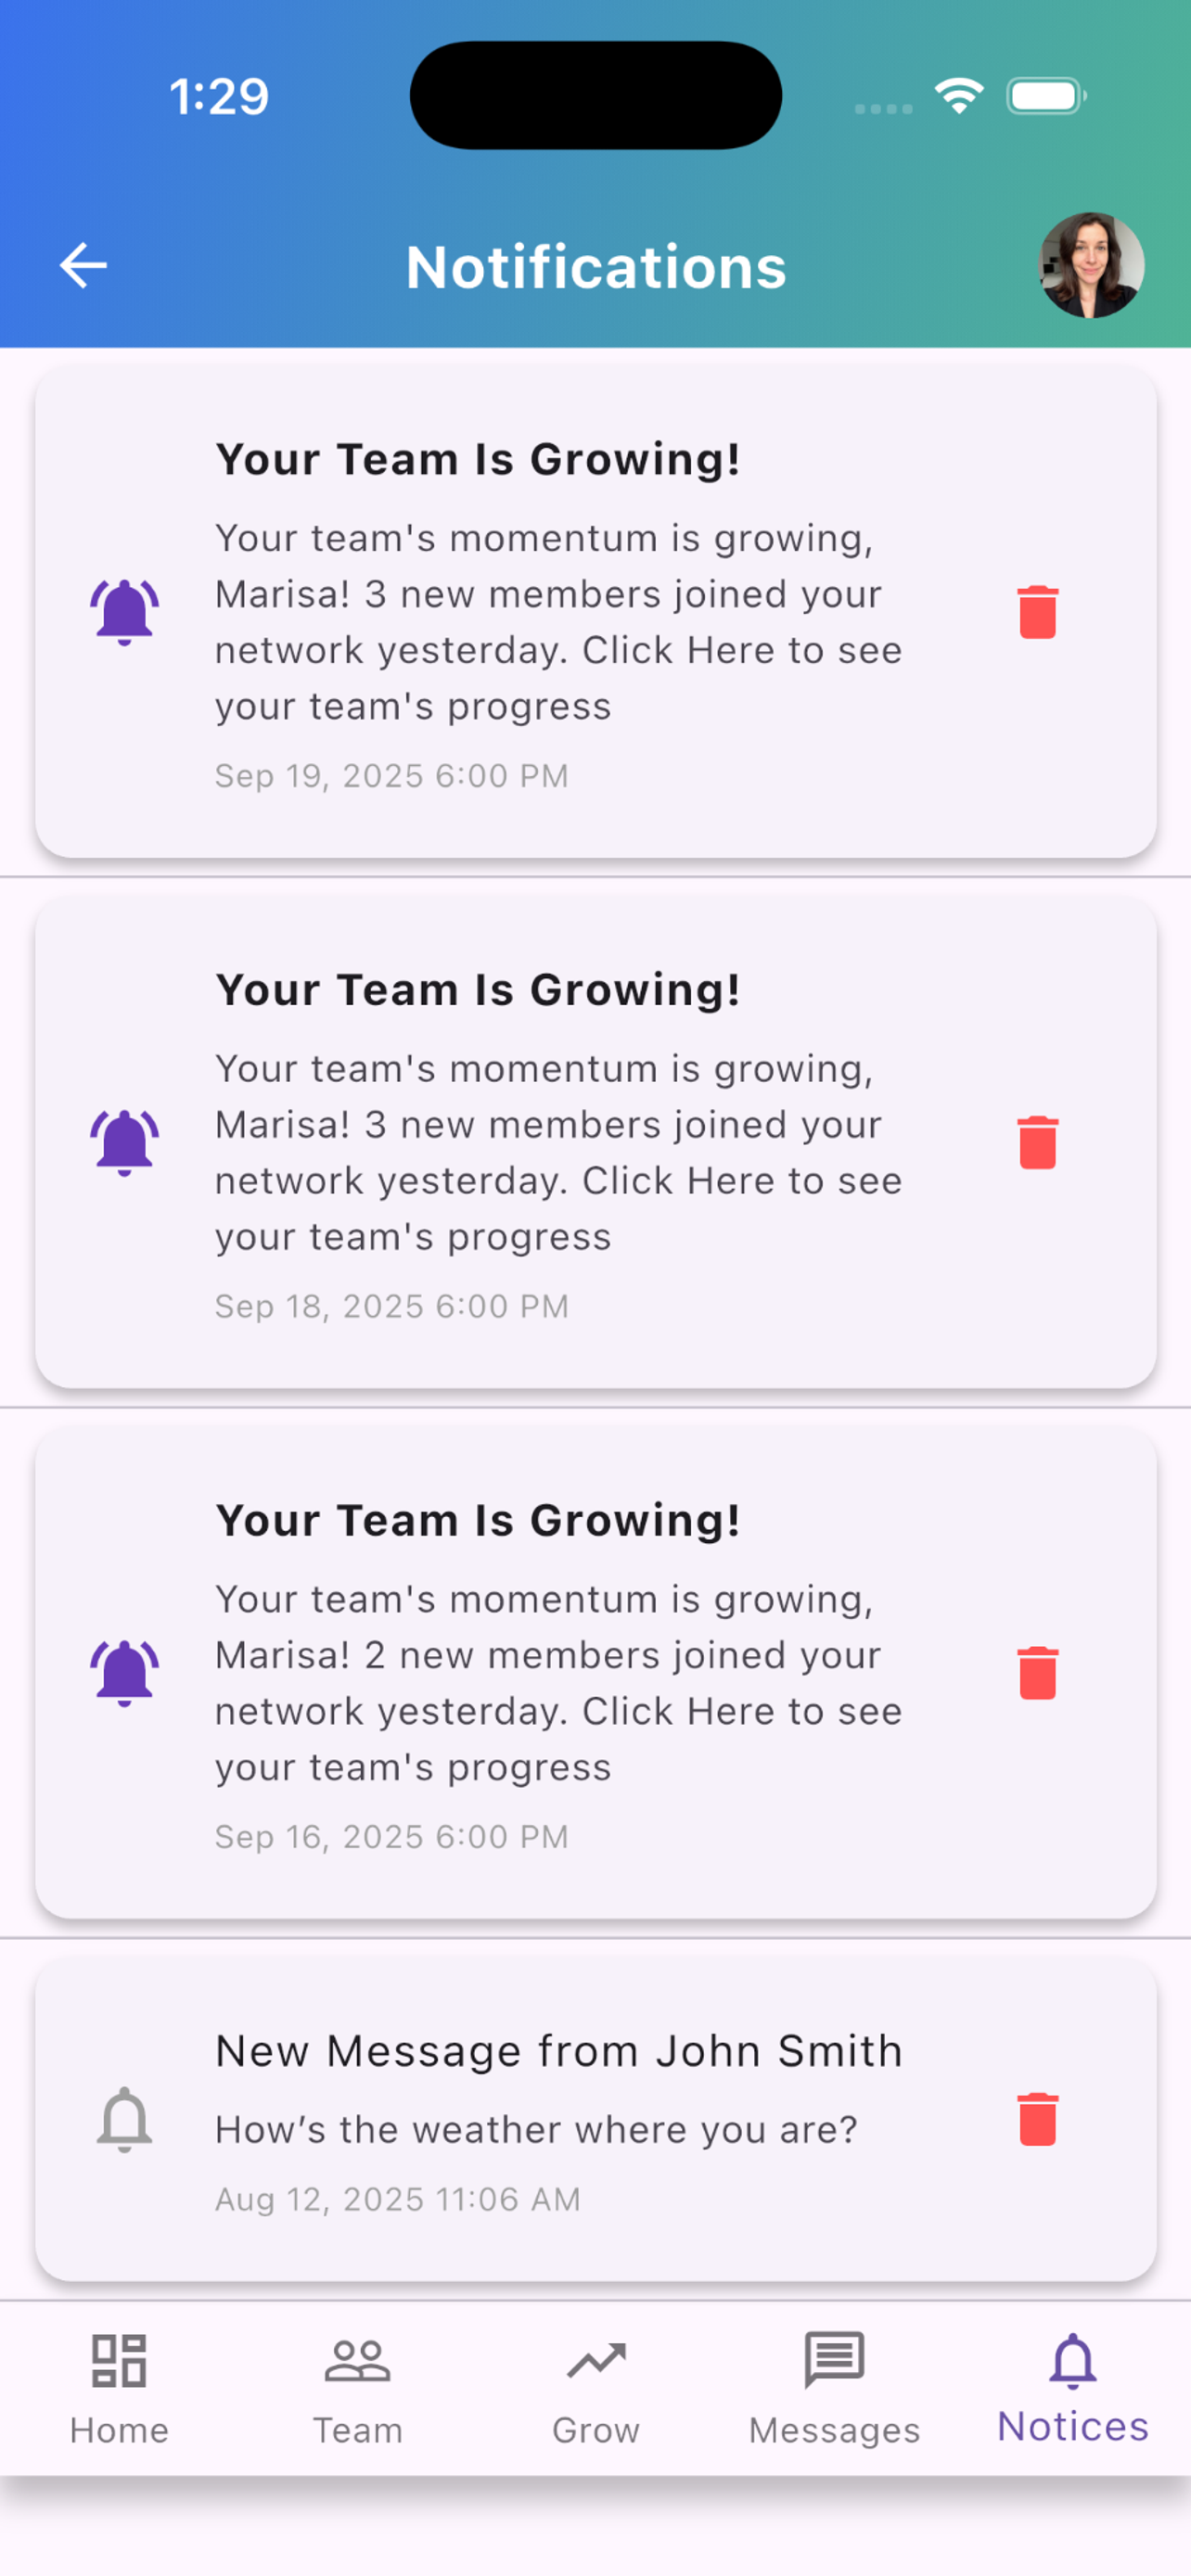 1:29
Notifications
Your Team Is Growing!
Your team's momentum is growing,
Marisa! 3 new members joined your
network yesterday. Click Here to see
your team's progress
Sep 19, 2025 6:00 PM
Your Team Is Growing!
Your team's momentum is growing,
Marisa! 3 new members joined your
network yesterday. Click Here to see
your team's progress
Sep 18, 2025 6:00 PM
Your Team Is Growing!
Your team's momentum is growing,
Marisa! 2 new members joined your
network yesterday. Click Here to see
your team's progress
Sep 16, 2025 6:00 PM
New Message from John Smith
How’s the weather where you are?
Aug 12, 2025 11:06 AM
Home Team Grow Messages Notices